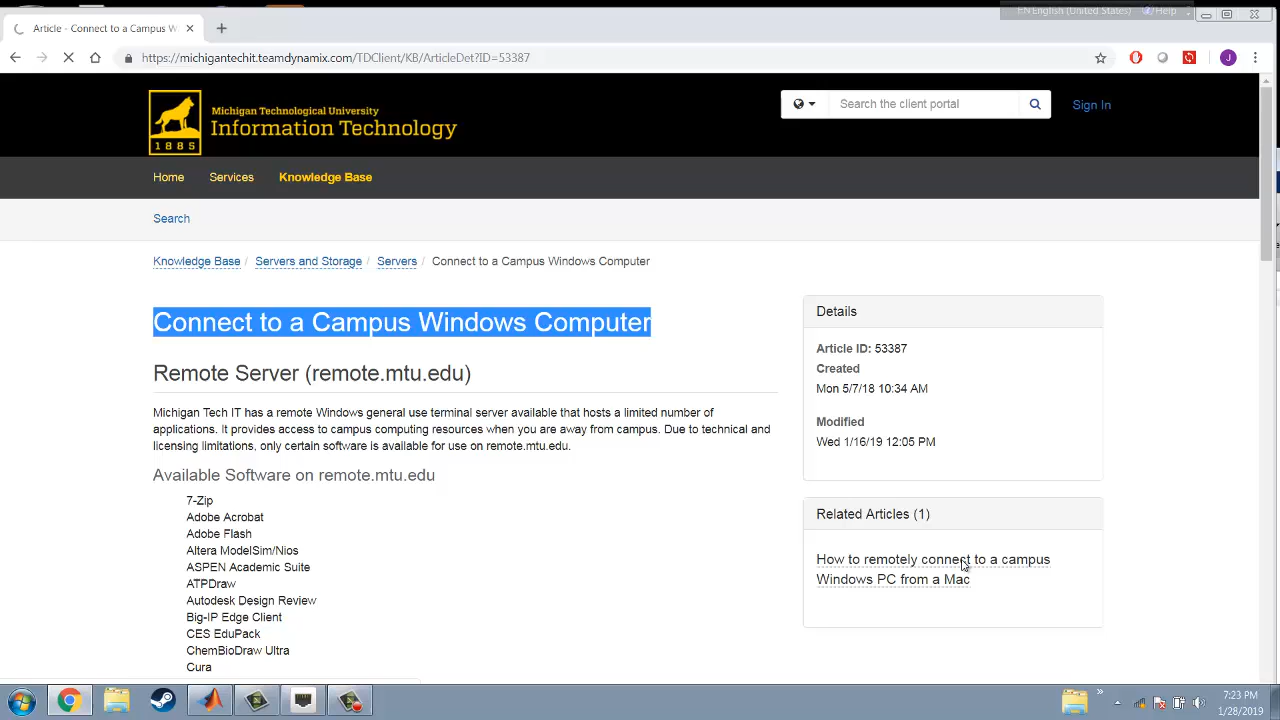 EN English (United States) Help
Article - Connect to a Campus W
https://michigantechit.teamdynamix.com/TDClient/KB/ArticleDet?ID=53387
J
Michigan Technological University
Information Technology
1885
Search the client portal
Sign In
Home Services Knowledge Base
Search
Knowledge Base / Servers and Storage / Servers / Connect to a Campus Windows Computer
Connect to a Campus Windows Computer
Remote Server (remote.mtu.edu)
Michigan Tech IT has a remote Windows general use terminal server available that hosts a limited number of
applications. It provides access to campus computing resources when you are away from campus. Due to technical and
licensing limitations, only certain software is available for use on remote.mtu.edu.
Available Software on remote.mtu.edu
7-Zip
Adobe Acrobat
Adobe Flash
Altera ModelSim/Nios
ASPEN Academic Suite
ATPDraw
Autodesk Design Review
Big-IP Edge Client
CES EduPack
ChemBioDraw Ultra
Cura
Details
Article ID: 53387
Created
Mon 5/7/18 10:34 AM
Modified
Wed 1/16/19 12:05 PM
Related Articles (1)
How to remotely connect to a campus
Windows PC from a Mac
7:23 PM
1/28/2019